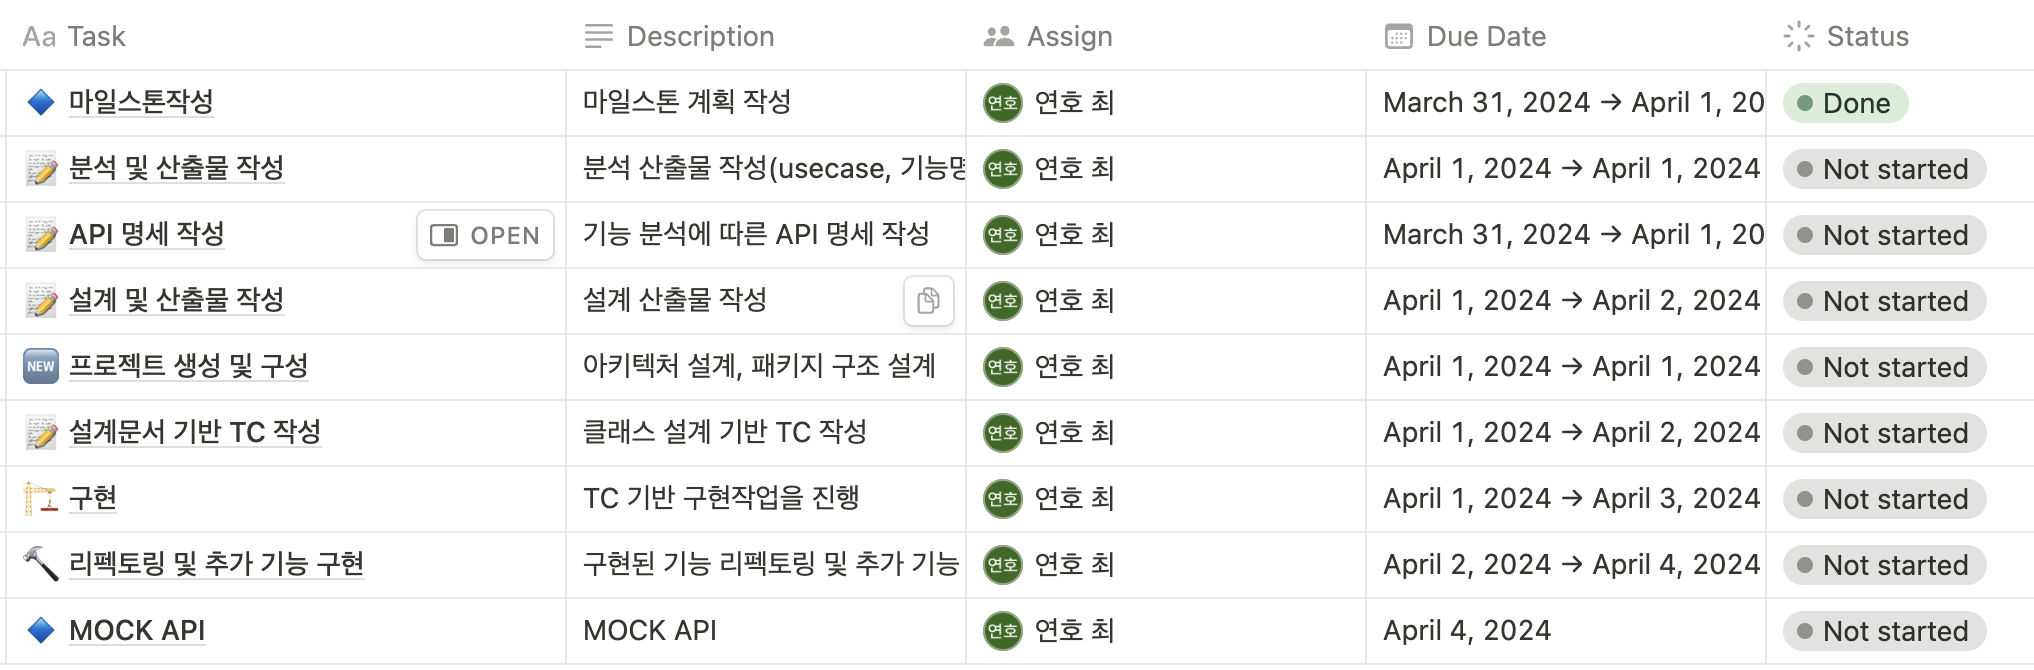 Aa Task Description Assign Due Date Status
마일스톤작성 마일스톤 계획 작성 연호 연호 최 March 31, 2024 → April 1, 20 Done
분석 및 산출물 작성 분석 산출물 작성(usecase, 기능명 연호 연호 최 April 1, 2024 → April 1, 2024 Not started
API 명세 작성 OPEN 기능 분석에 따른 API 명세 작성 연호 연호 최 March 31, 2024 → April 1, 20 Not started
설계 및 산출물 작성 설계 산출물 작성 연호 연호 최 April 1, 2024 → April 2, 2024 Not started
NEW 프로젝트 생성 및 구성 아키텍처 설계, 패키지 구조 설계 연호 연호 최 April 1, 2024 → April 1, 2024 Not started
설계문서 기반 TC 작성 클래스 설계 기반 TC 작성 연호 연호 최 April 1, 2024 → April 2, 2024 Not started
구현 TC 기반 구현작업을 진행 연호 연호 최 April 1, 2024 → April 3, 2024 Not started
리펙토링 및 추가 기능 구현 구현된 기능 리펙토링 및 추가 기능 연호 연호 최 April 2, 2024 → April 4, 2024 Not started
MOCK API MOCK API 연호 연호 최 April 4, 2024 Not started